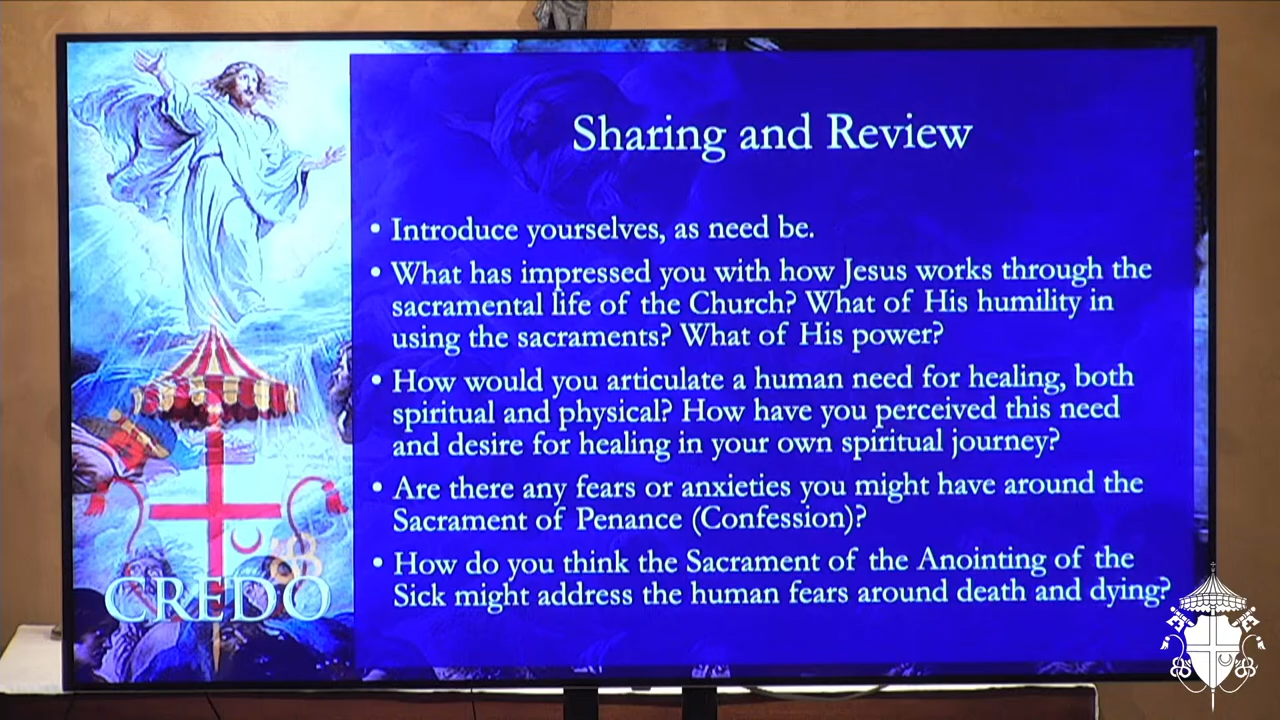 Sharing and Review
• Introduce yourselves, as need be.
• What has impressed you with how Jesus works through the
sacramental life of the Church? What of His humility in
using the sacraments? What of His power?
• How would you articulate a human need for healing, both
spiritual and physical? How have you perceived this need
and desire for healing in your own spiritual journey?
• Are there any fears or anxieties you might have around the
Sacrament of Penance (Confession)?
• How do you think the Sacrament of the Anointing of the
Sick might address the human fears around death and dying?
CREDO